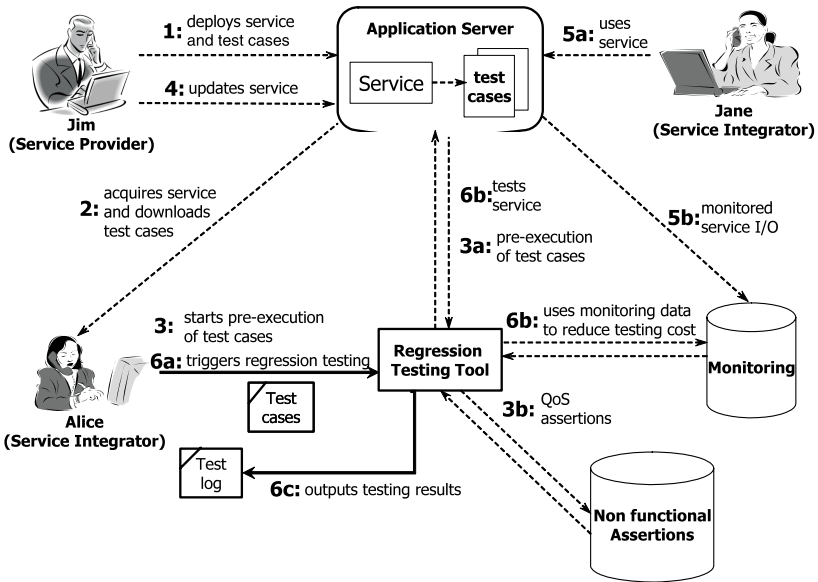 1: deploys service
and test cases
Application Server
5a: uses
service
Service
test
cases
4: updates service
Jim
(Service Provider)
Jane
(Service Integrator)
2: acquires service
and downloads
test cases
6b: tests
service
5b: monitored
service I/O
3a: pre-execution
of test cases
3: starts pre-execution
of test cases
6b: uses monitoring data
to reduce testing cost
6a: triggers regression testing
Regression
Testing Tool
Monitoring
Test
cases
3b: QoS
assertions
Alice
(Service Integrator)
Test
log
6c: outputs testing results
Non functional
Assertions